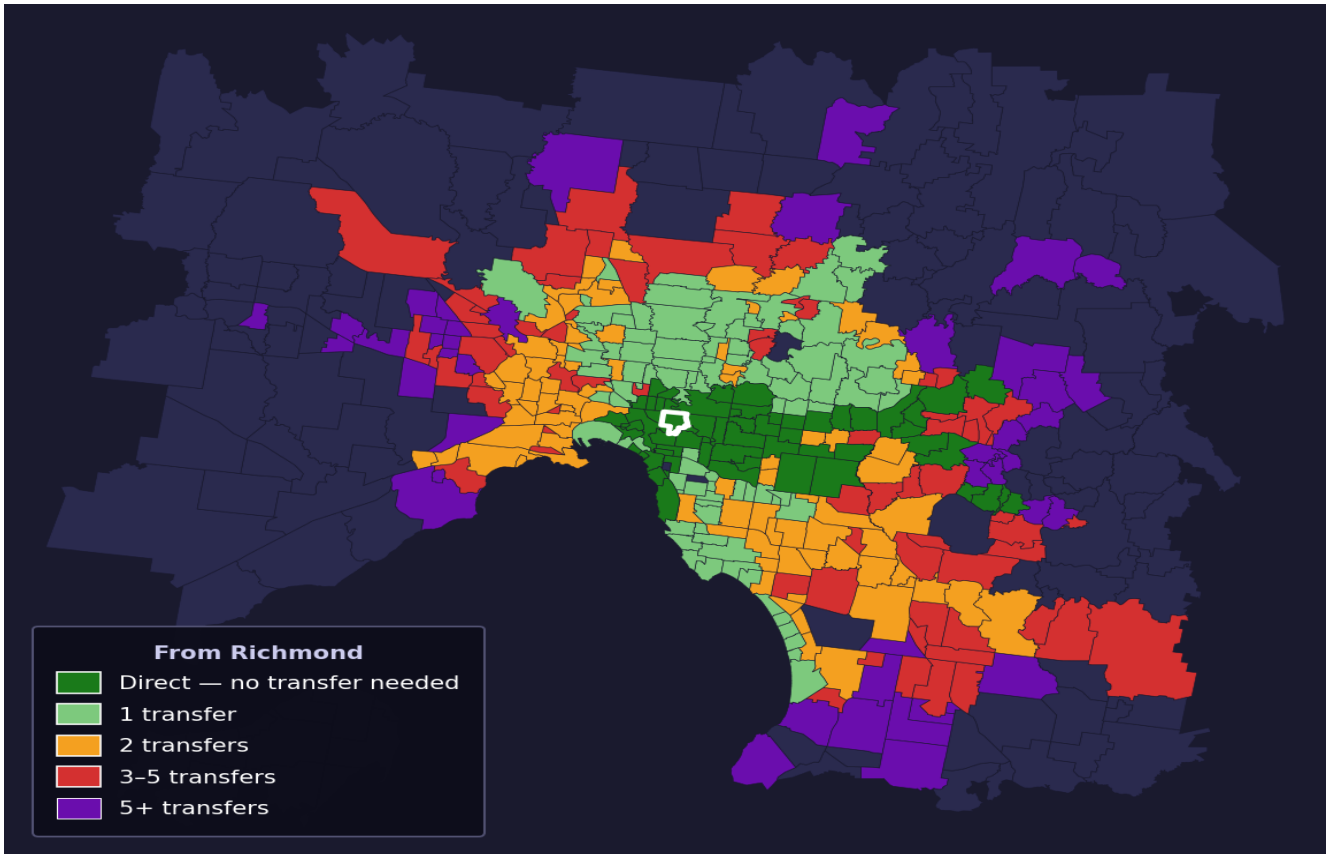 From Richmond
Direct — no transfer needed
1 transfer
2 transfers
3–5 transfers
5+ transfers